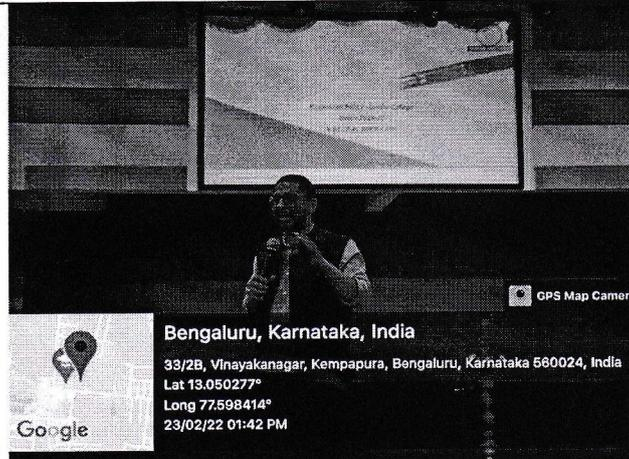 GPS Map Camer
Bengaluru, Karnataka, India
33/2B, Vinayakanagar, Kempapura, Bengaluru, Karnataka 560024, India
Lat 13.050277°
Long 77.598414°
23/02/22 01:42 PM
Google